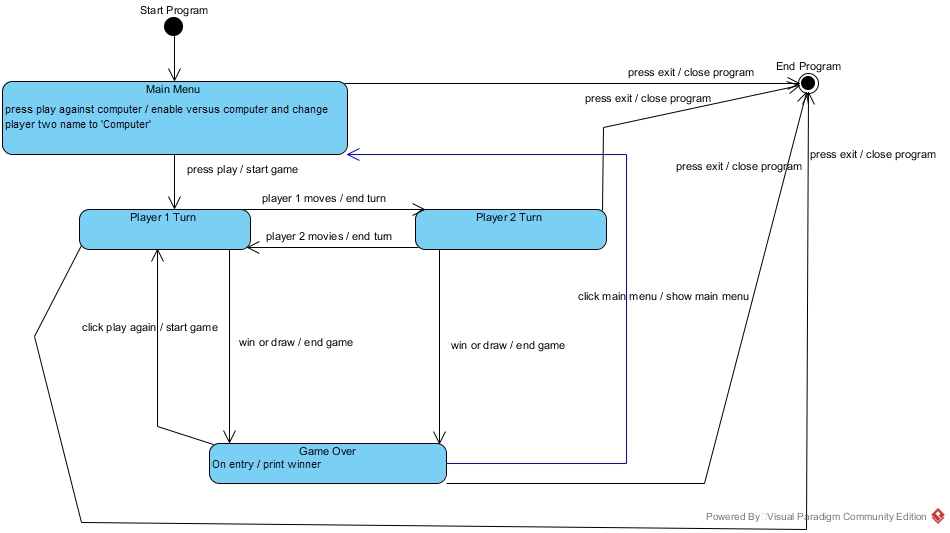 Start Program
End Program
press exit / close program
Main Menu
press play against computer / enable versus computer and change
player two name to 'Computer'
press exit / close program
press exit / close program
press exit / close program
press play / start game
player 1 moves / end turn
Player 1 Turn
Player 2 Turn
player 2 movies / end turn
click main menu / show main menu
click play again / start game
win or draw / end game
win or draw / end game
Game Over
On entry / print winner
Powered By Visual Paradigm Community Edition